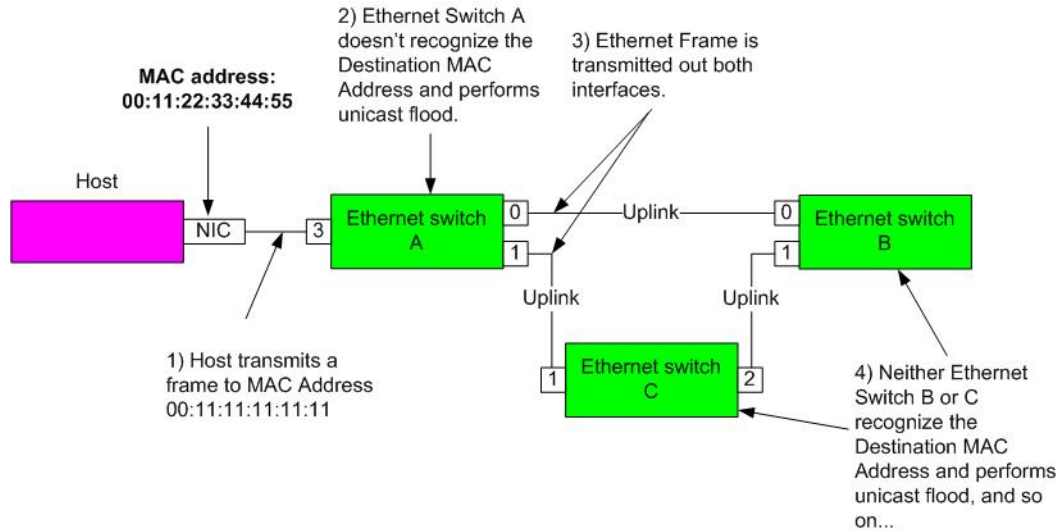 2) Ethernet Switch A
doesn't recognize the
Destination MAC
Address and performs
unicast flood.
3) Ethernet Frame is
transmitted out both
interfaces.
MAC address:
00:11:22:33:44:55
Host
NIC
3
Ethernet switch
A
0
1
Uplink
0
1
Ethernet switch
B
Uplink
Uplink
1
Ethernet switch
C
2
1) Host transmits a
frame to MAC Address
00:11:11:11:11:11
4) Neither Ethernet
Switch B or C
recognize the
Destination MAC
Address and performs
unicast flood, and so
on...